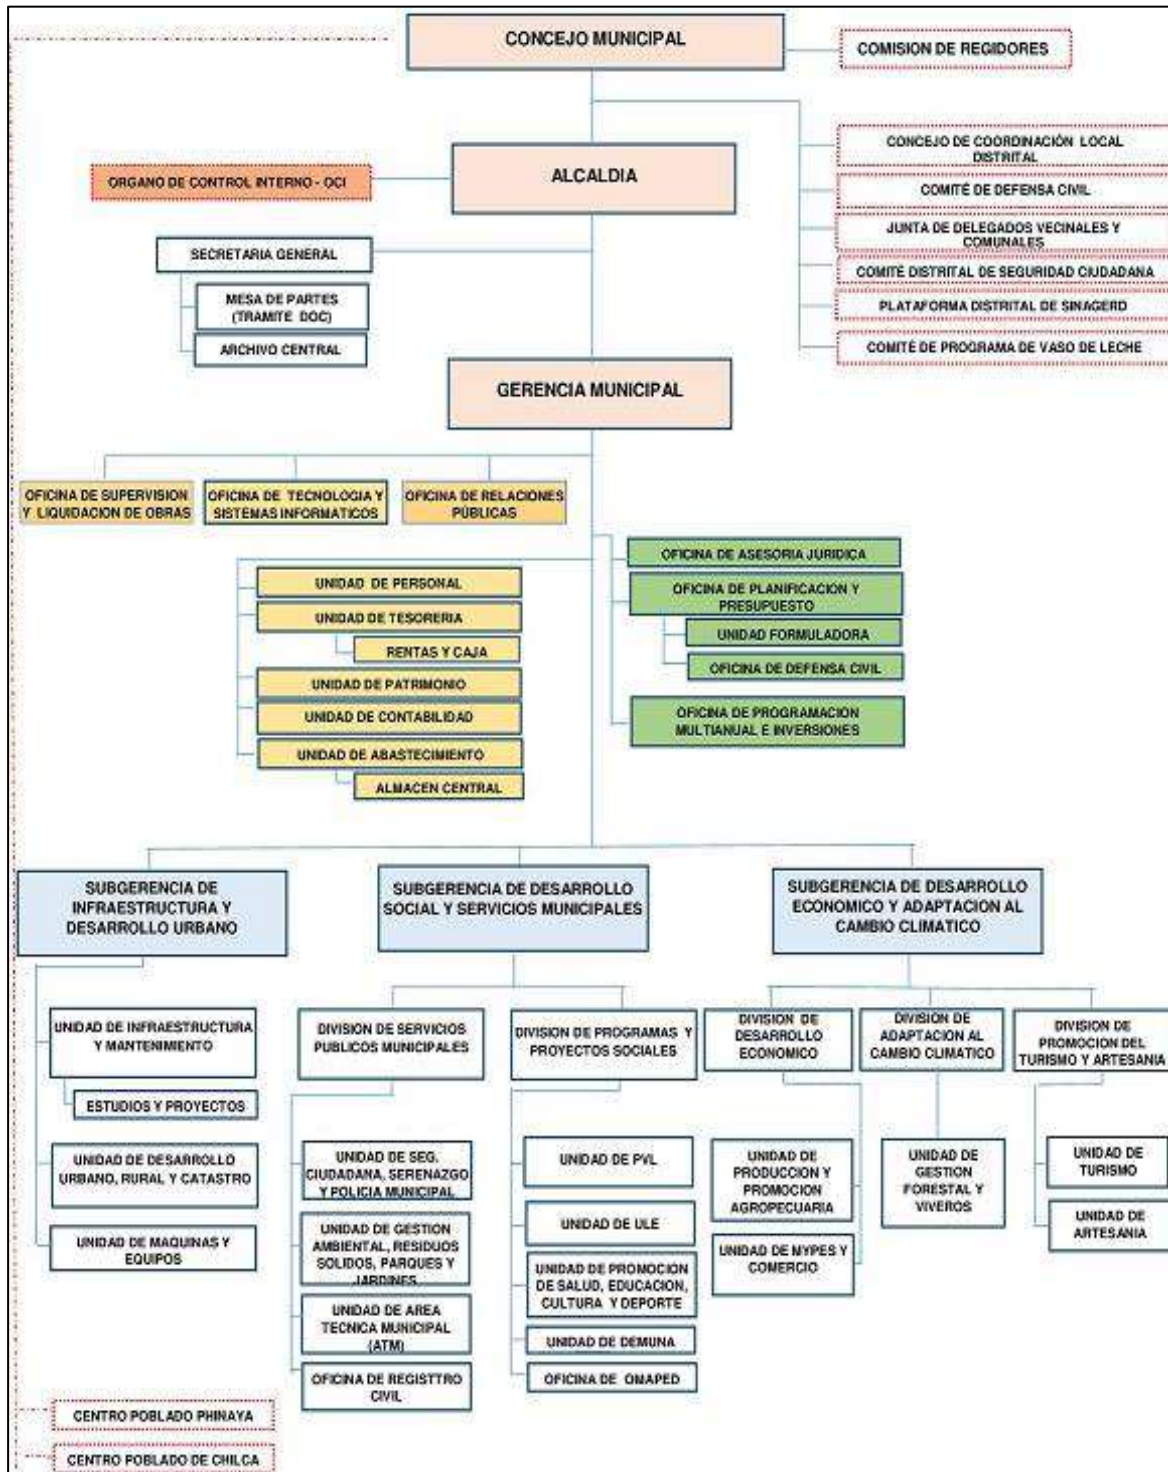 CONCEJO MUNICIPAL
COMISION DE REGIDORES
CONCEJO DE COORDINACIÓN LOCAL
DISTRITAL
COMITÉ DE DEFENSA CIVIL
JUNTA DE DELEGADOS VECINALES Y
COMUNALES
COMITÉ DISTRITAL DE SEGURIDAD CIUDADANA
PLATAFORMA DISTRITAL DE SINAGERD
COMITÉ DE PROGRAMA DE VASO DE LECHE
ALCALDIA
ORGANO DE CONTROL INTERNO - OCI
SECRETARIA GENERAL
MESA DE PARTES
(TRAMITE DOC)
ARCHIVO CENTRAL
GERENCIA MUNICIPAL
OFICINA DE SUPERVISION
Y LIQUIDACION DE OBRAS
OFICINA DE TECNOLOGIA Y
SISTEMAS INFORMATICOS
OFICINA DE RELACIONES
PÚBLICAS
UNIDAD DE PERSONAL
UNIDAD DE TESORERIA
RENTAS Y CAJA
UNIDAD DE PATRIMONIO
UNIDAD DE CONTABILIDAD
UNIDAD DE ABASTECIMIENTO
ALMACEN CENTRAL
OFICINA DE ASESORIA JURIDICA
OFICINA DE PLANIFICACION Y
PRESUPUESTO
UNIDAD FORMULADORA
OFICINA DE DEFENSA CIVIL
OFICINA DE PROGRAMACION
MULTIANUAL E INVERSIONES
SUBGERENCIA DE
INFRAESTRUCTURA Y
DESARROLLO URBANO
UNIDAD DE INFRAESTRUCTURA
Y MANTENIMIENTO
ESTUDIOS Y PROYECTOS
UNIDAD DE DESARROLLO
URBANO, RURAL Y CATASTRO
UNIDAD DE MAQUINAS Y
EQUIPOS
SUBGERENCIA DE DESARROLLO
SOCIAL Y SERVICIOS MUNICIPALES
DIVISION DE SERVICIOS
PUBLICOS MUNICIPALES
UNIDAD DE SEG.
CIUDADANA, SERENAZGO
Y POLICIA MUNICIPAL
UNIDAD DE GESTION
AMBIENTAL, RESIDUOS
SOLIDOS, PARQUES Y
JARDINES
UNIDAD DE AREA
TECNICA MUNICIPAL
(ATM)
OFICINA DE REGISTTRO
CIVIL
DIVISION DE PROGRAMAS Y
PROYECTOS SOCIALES
UNIDAD DE PVL
UNIDAD DE ULE
UNIDAD DE PROMOCION
DE SALUD, EDUCACION,
CULTURA Y DEPORTE
UNIDAD DE DEMUNA
OFICINA DE OMAPED
SUBGERENCIA DE DESARROLLO
ECONOMICO Y ADAPTACION AL
CAMBIO CLIMATICO
DIVISION DE
DESARROLLO
ECONOMICO
UNIDAD DE
PRODUCCION Y
PROMOCION
AGROPECUARIA
UNIDAD DE MYPES Y
COMERCIO
DIVISION DE
ADAPTACION AL
CAMBIO CLIMATICO
UNIDAD DE
GESTION
FORESTAL Y
VIVEROS
DIVISION DE
PROMOCION DEL
TURISMO Y ARTESANIA
UNIDAD DE
TURISMO
UNIDAD DE
ARTESANIA
CENTRO POBLADO PHINAYA
CENTRO POBLADO DE CHILCA